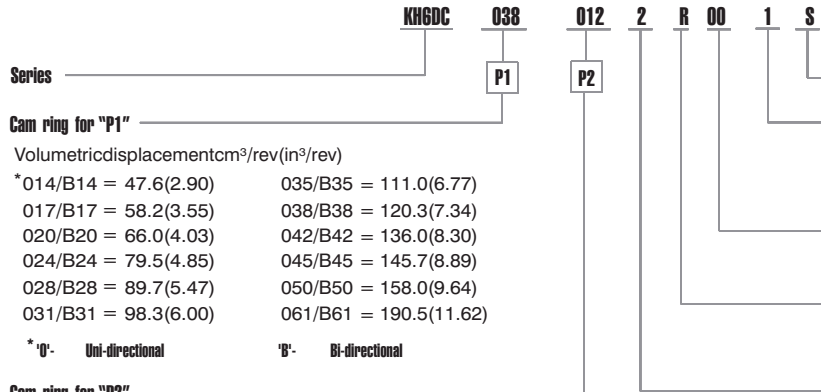 KH6DC 038 012 2 R 00 1 S
Series P1 P2
Cam ring for "P1"
Volumetricdisplacementcm³/rev(in³/rev)
*014/B14 = 47.6(2.90) 035/B35 = 111.0(6.77)
017/B17 = 58.2(3.55) 038/B38 = 120.3(7.34)
020/B20 = 66.0(4.03) 042/B42 = 136.0(8.30)
024/B24 = 79.5(4.85) 045/B45 = 145.7(8.89)
028/B28 = 89.7(5.47) 050/B50 = 158.0(9.64)
031/B31 = 98.3(6.00) 061/B61 = 190.5(11.62)
* '0'- Uni-directional 'B'- Bi-directional
Cam ring for "P2"